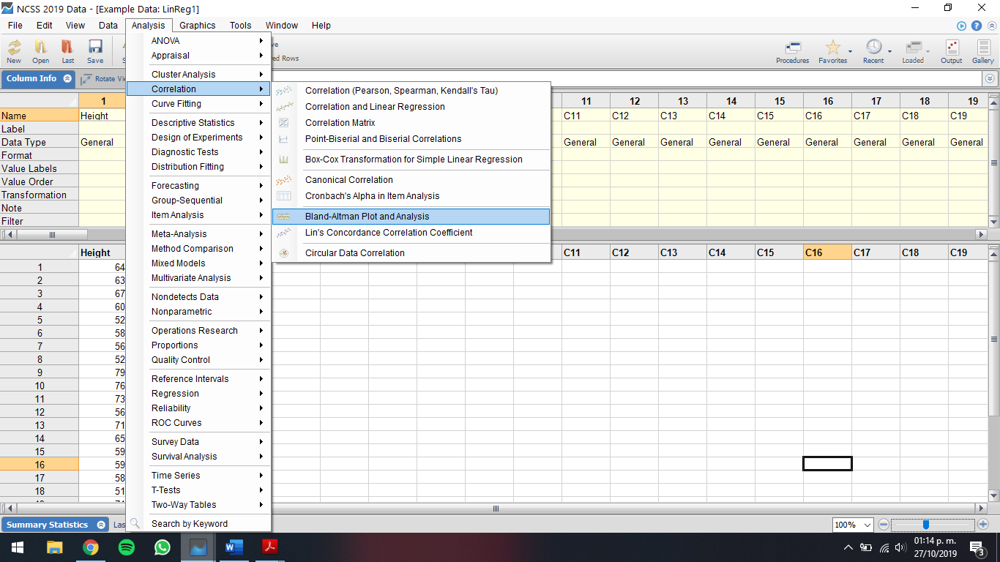 NCSS 2019 Data - [Example Data: LinReg1]
File Edit View Data Analysis Graphics Tools Window Help
New Open Last Save Procedures Favorites Recent Loaded Output Gallery
ed Rows
Column Info Rotate Vie
ANOVA
Appraisal
Cluster Analysis
Correlation
Curve Fitting
Descriptive Statistics
Design of Experiments
Diagnostic Tests
Distribution Fitting
Forecasting
Group-Sequential
Item Analysis
Meta-Analysis
Method Comparison
Mixed Models
Multivariate Analysis
Nondetects Data
Nonparametric
Operations Research
Proportions
Quality Control
Reference Intervals
Regression
Reliability
ROC Curves
Survey Data
Survival Analysis
Time Series
T-Tests
Two-Way Tables
Search by Keyword
Correlation (Pearson, Spearman, Kendall's Tau)
Correlation and Linear Regression
Correlation Matrix
Point-Biserial and Biserial Correlations
Box-Cox Transformation for Simple Linear Regression
Canonical Correlation
Cronbach's Alpha in Item Analysis
Bland-Altman Plot and Analysis
Lin's Concordance Correlation Coefficient
Circular Data Correlation
1 11 12 13 14 15 16 17 18 19
Name Height C11 C12 C13 C14 C15 C16 C17 C18 C19
Label
Data Type General General General General General General General General General General
Format
Value Labels
Value Order
Transformation
Note
Filter
Height C11 C12 C13 C14 C15 C16 C17 C18 C19
1 64
2 63
3 67
4 60
5 52
6 58
7 56
8 52
9 79
10 76
11 73
12 56
13 71
14 65
15 59
16 59
17 58
18 51
Summary Statistics Las 100%
01:14 p. m.
27/10/2019
3